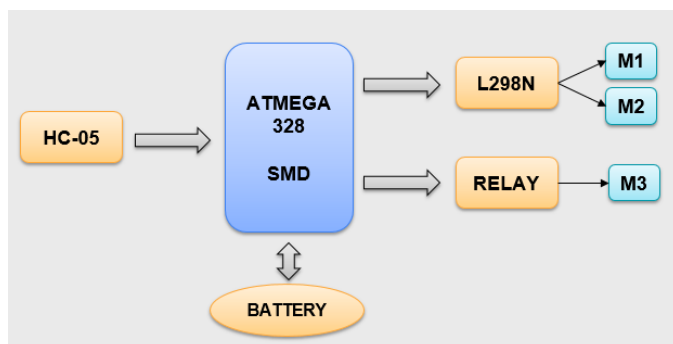 HC-05
ATMEGA
328
SMD
L298N
M1
M2
RELAY
M3
BATTERY